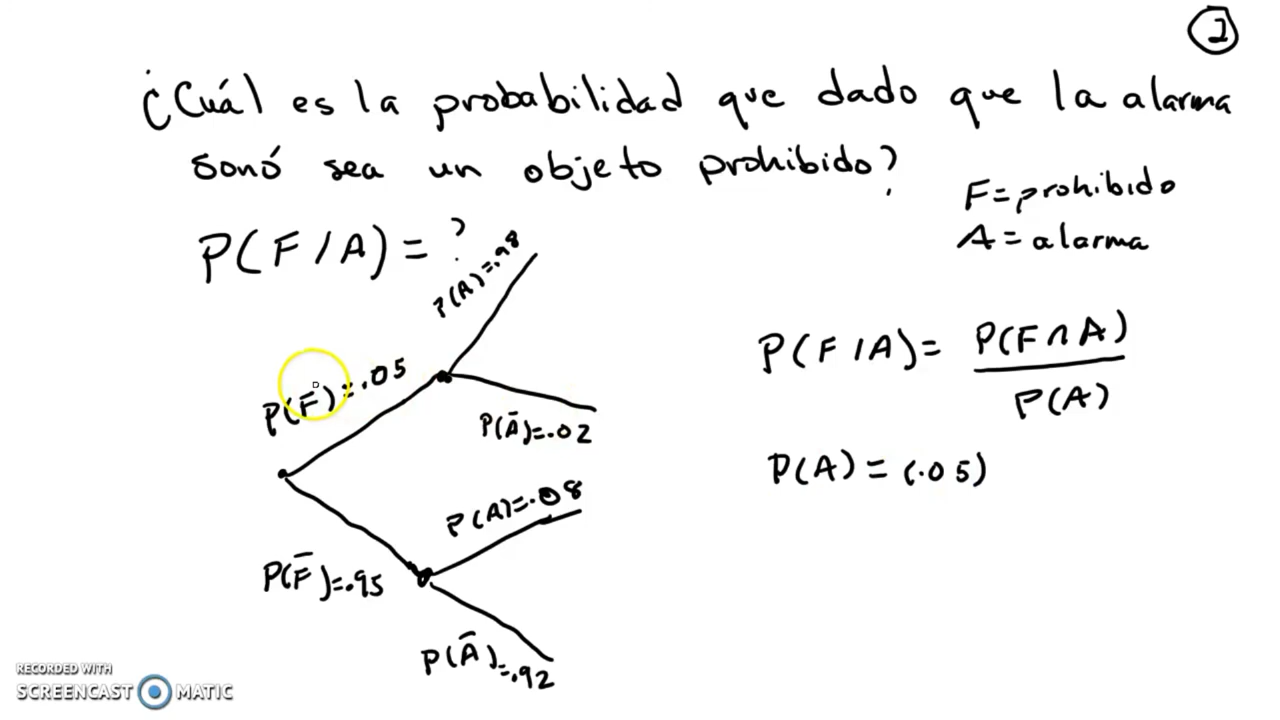 2
¿Cuál es la probabilidad que dado que la alarma
sonó sea un objeto prohibido?
F=prohibido
A=alarma
P(F/A)=?
P(A)=.98
P(F)=.05
P(Ā)=.02
P(A)=.08
P(F̄)=.95
P(Ā)=.92
P(F/A)= P(F∩A)
P(A)
P(A)=(.05)
RECORDED WITH
SCREENCAST MATIC